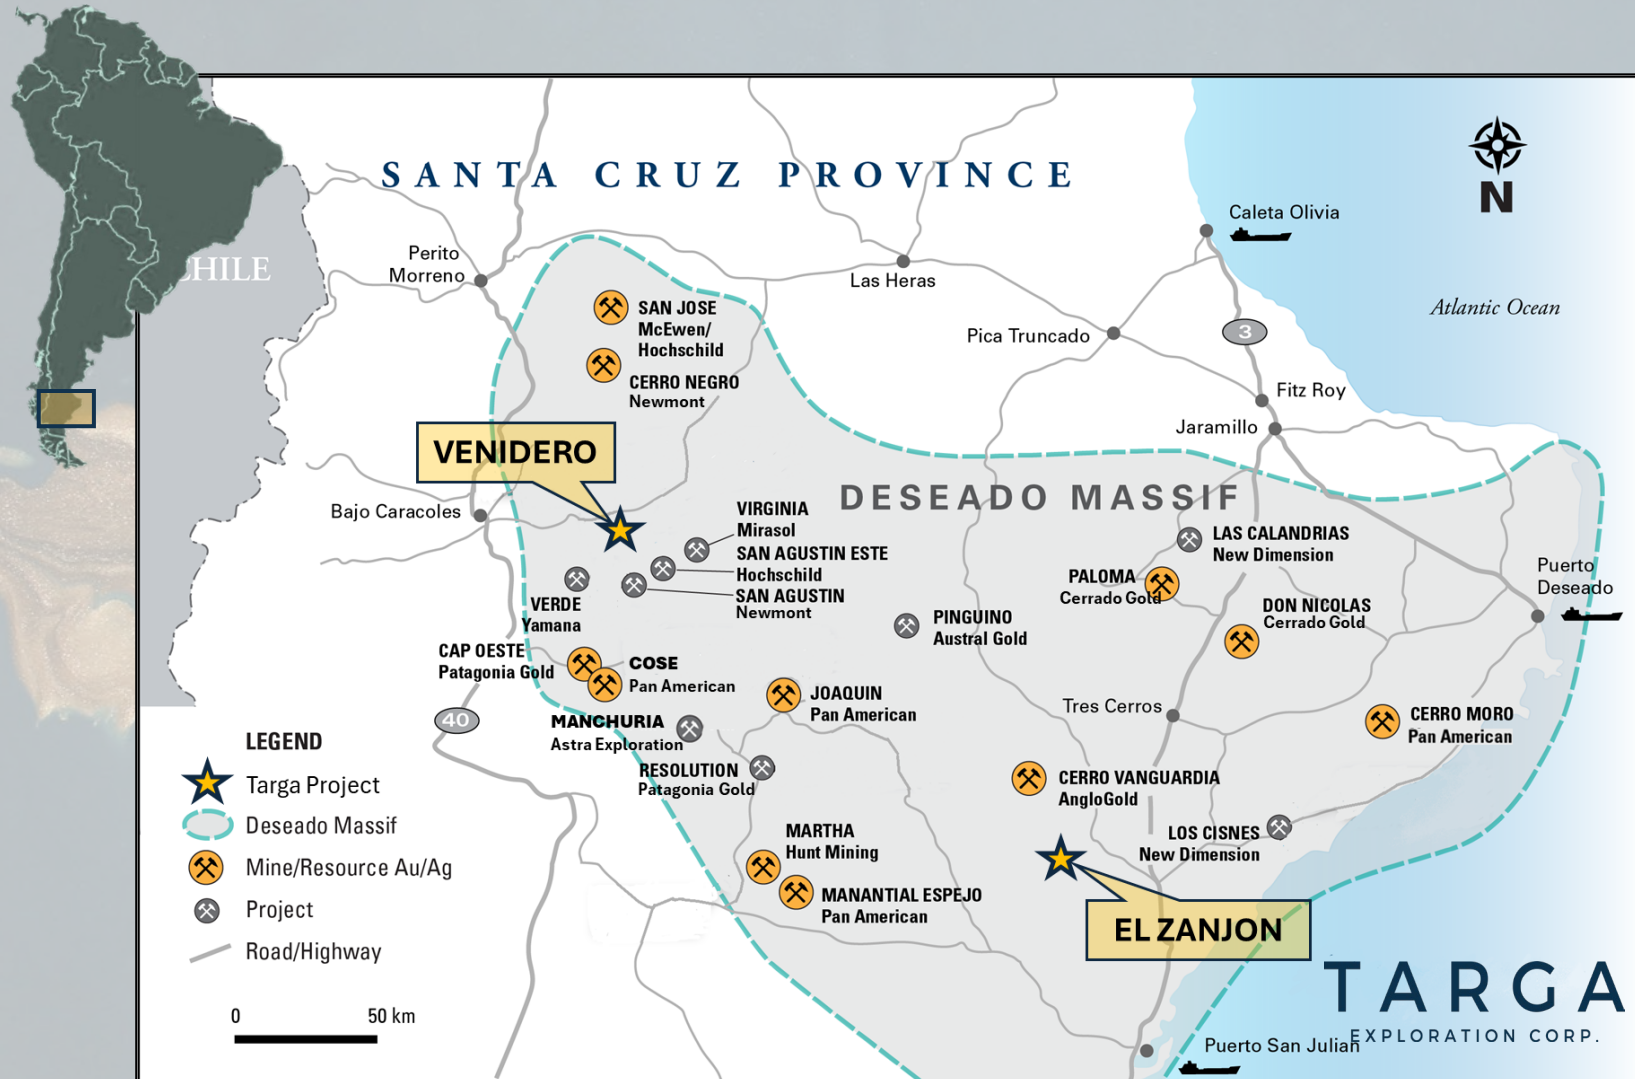 SANTA CRUZ PROVINCE
N
Caleta Olivia
CHILE
Perito
Morreno
Las Heras
Atlantic Ocean
SAN JOSE
McEwen/
Hochschild
Pica Truncado
3
CERRO NEGRO
Newmont
Fitz Roy
Jaramillo
VENIDERO
DESEADO MASSIF
Bajo Caracoles
VIRGINIA
Mirasol
LAS CALANDRIAS
New Dimension
SAN AGUSTIN ESTE
Hochschild
SAN AGUSTIN
Newmont
PALOMA
Cerrado Gold
Puerto
Deseado
VERDE
Yamana
DON NICOLAS
Cerrado Gold
PINGUINO
Austral Gold
CAP OESTE
Patagonia Gold
COSE
Pan American
JOAQUIN
Pan American
Tres Cerros
CERRO MORO
Pan American
40
MANCHURIA
Astra Exploration
RESOLUTION
Patagonia Gold
CERRO VANGUARDIA
AngloGold
LOS CISNES
New Dimension
MARTHA
Hunt Mining
MANANTIAL ESPEJO
Pan American
EL ZANJON
LEGEND
Targa Project
Deseado Massif
Mine/Resource Au/Ag
Project
Road/Highway
0 50 km
Puerto San Julian
TARGA
EXPLORATION CORP.